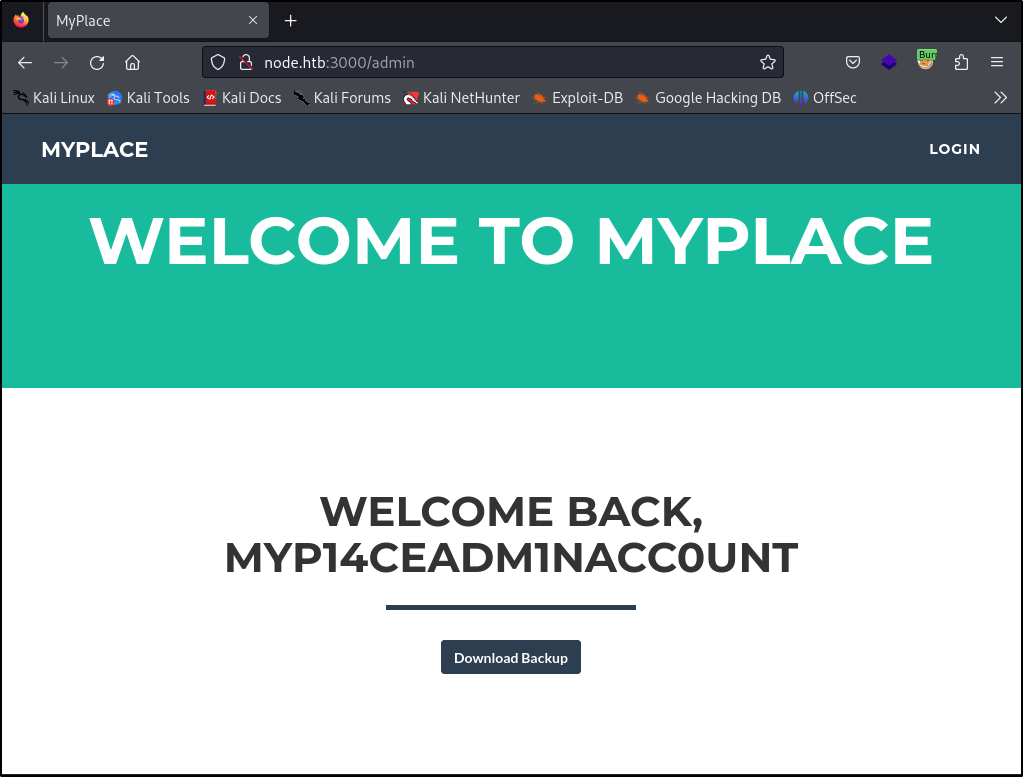 MyPlace
node.htb:3000/admin
Burr
Kali Linux Kali Tools Kali Docs Kali Forums Kali NetHunter Exploit-DB Google Hacking DB OffSec
MYPLACE LOGIN
WELCOME TO MYPLACE
WELCOME BACK,
MYP14CEADM1NACC0UNT
Download Backup